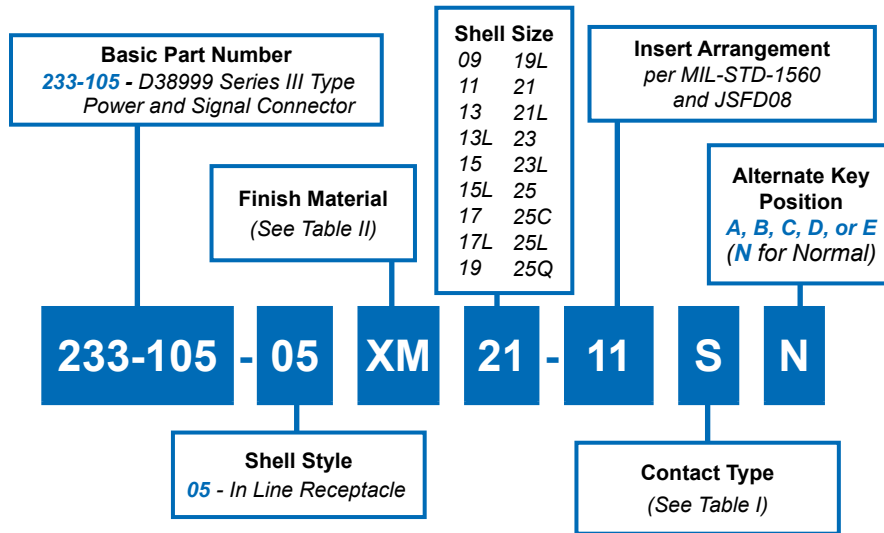 Basic Part Number
233-105 - D38999 Series III Type
Power and Signal Connector
Finish Material
(See Table II)
Shell Size
09 19L
11 21
13 21L
13L 23
15 23L
15L 25
17 25C
17L 25L
19 25Q
Insert Arrangement
per MIL-STD-1560
and JSFD08
Alternate Key
Position
A, B, C, D, or E
(N for Normal)
233-105 - 05 XM 21 - 11 S N
Shell Style
05 - In Line Receptacle
Contact Type
(See Table I)